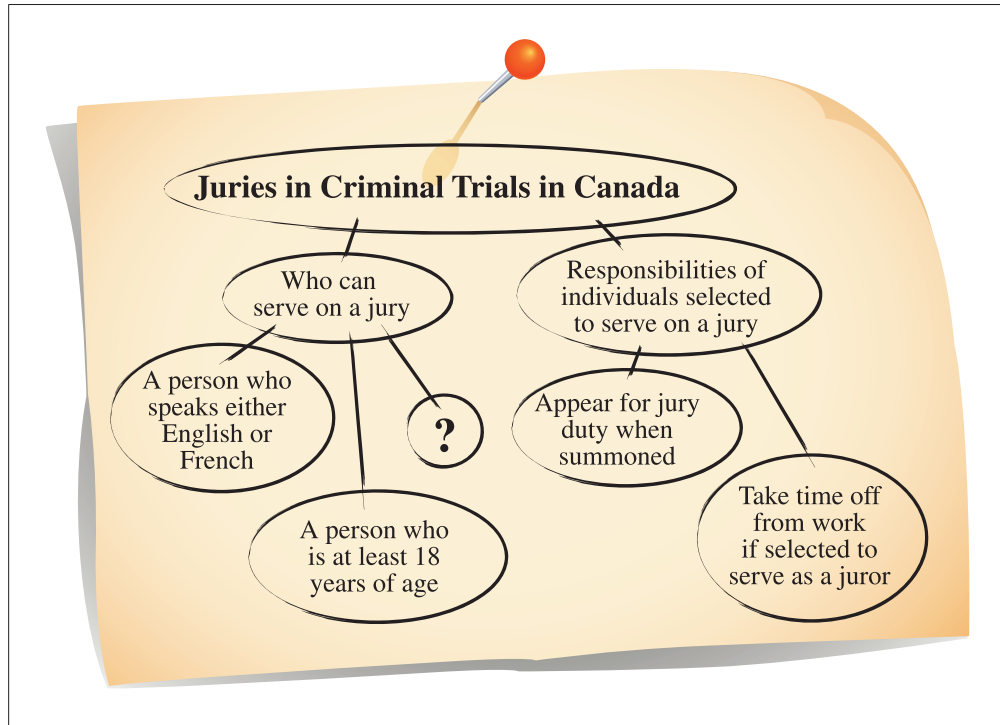 Juries in Criminal Trials in Canada
Who can
serve on a jury
A person who
speaks either
English or
French
A person who
is at least 18
years of age
?
Responsibilities of
individuals selected
to serve on a jury
Appear for jury
duty when
summoned
Take time off
from work
if selected to
serve as a juror